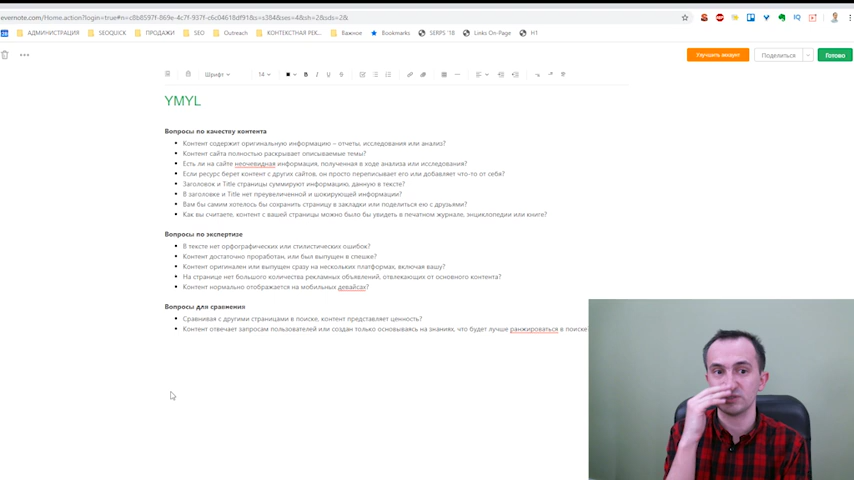 evernote.com/Home.action?login=true#n=c8b8597f-869e-4c7f-937f-c6c04618df91&s=s384&ses=4&sh=2&sds=2&
АДМИНИСТРАЦИЯ SEOQUICK ПРОДАЖИ SEO Outreach КОНТЕКСТНАЯ РЕК... Важное Bookmarks SERPS '18 Links On-Page H1
Улучшить аккаунт Поделиться Готово
Шрифт 14 B I U S
YMYL
Вопросы по качеству контента
Контент содержит оригинальную информацию – отчеты, исследования или анализ?
Контент сайта полностью раскрывает описываемые темы?
Есть ли на сайте неочевидная информация, полученная в ходе анализа или исследования?
Если ресурс берет контент с других сайтов, он просто переписывает его или добавляет что-то от себя?
Заголовок и Title страницы суммируют информацию, данную в тексте?
В заголовке и Title нет преувеличенной и шокирующей информации?
Вам бы самим хотелось бы сохранить страницу в закладки или поделиться ею с друзьями?
Как вы считаете, контент с вашей страницы можно было бы увидеть в печатном журнале, энциклопедии или книге?
Вопросы по экспертизе
В тексте нет орфографических или стилистических ошибок?
Контент достаточно проработан, или был выпущен в спешке?
Контент оригинален или выпущен сразу на нескольких платформах, включая вашу?
На странице нет большого количества рекламных объявлений, отвлекающих от основного контента?
Контент нормально отображается на мобильных девайсах?
Вопросы для сравнения
Сравнивая с другими страницами в поиске, контент представляет ценность?
Контент отвечает запросам пользователей или создан только основываясь на знаниях, что будет лучше ранжироваться в поиске?